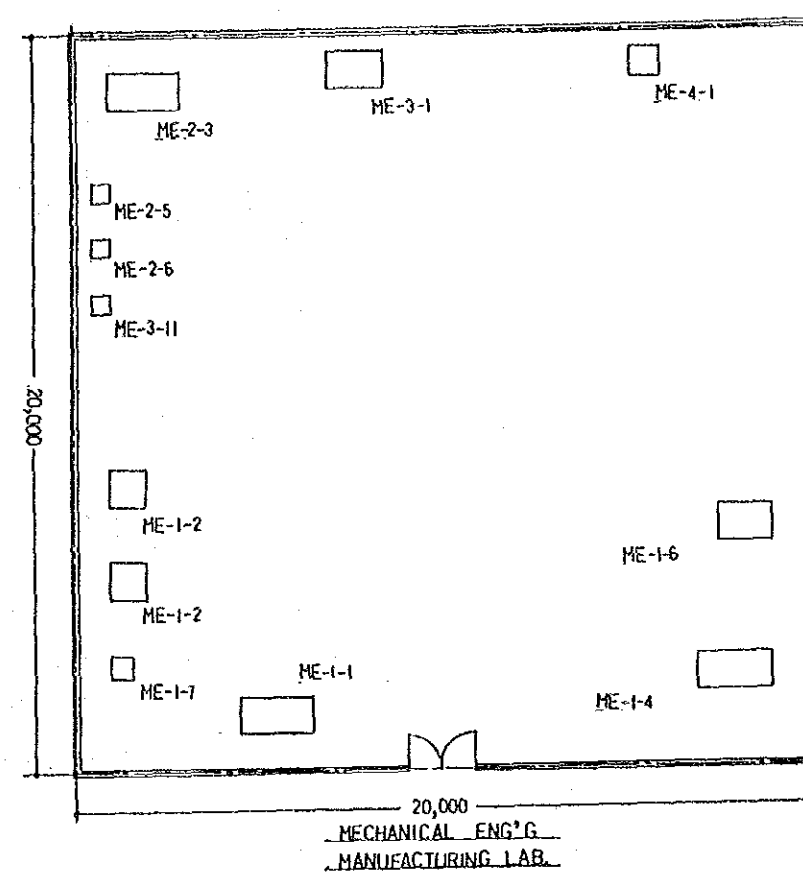 ME-2-3
ME-3-1
ME-4-1
ME-2-5
ME-2-6
ME-3-11
20,000
ME-1-2
ME-1-6
ME-1-2
ME-1-7
ME-1-1
ME-1-4
20,000
MECHANICAL ENG'G
MANUFACTURING LAB.